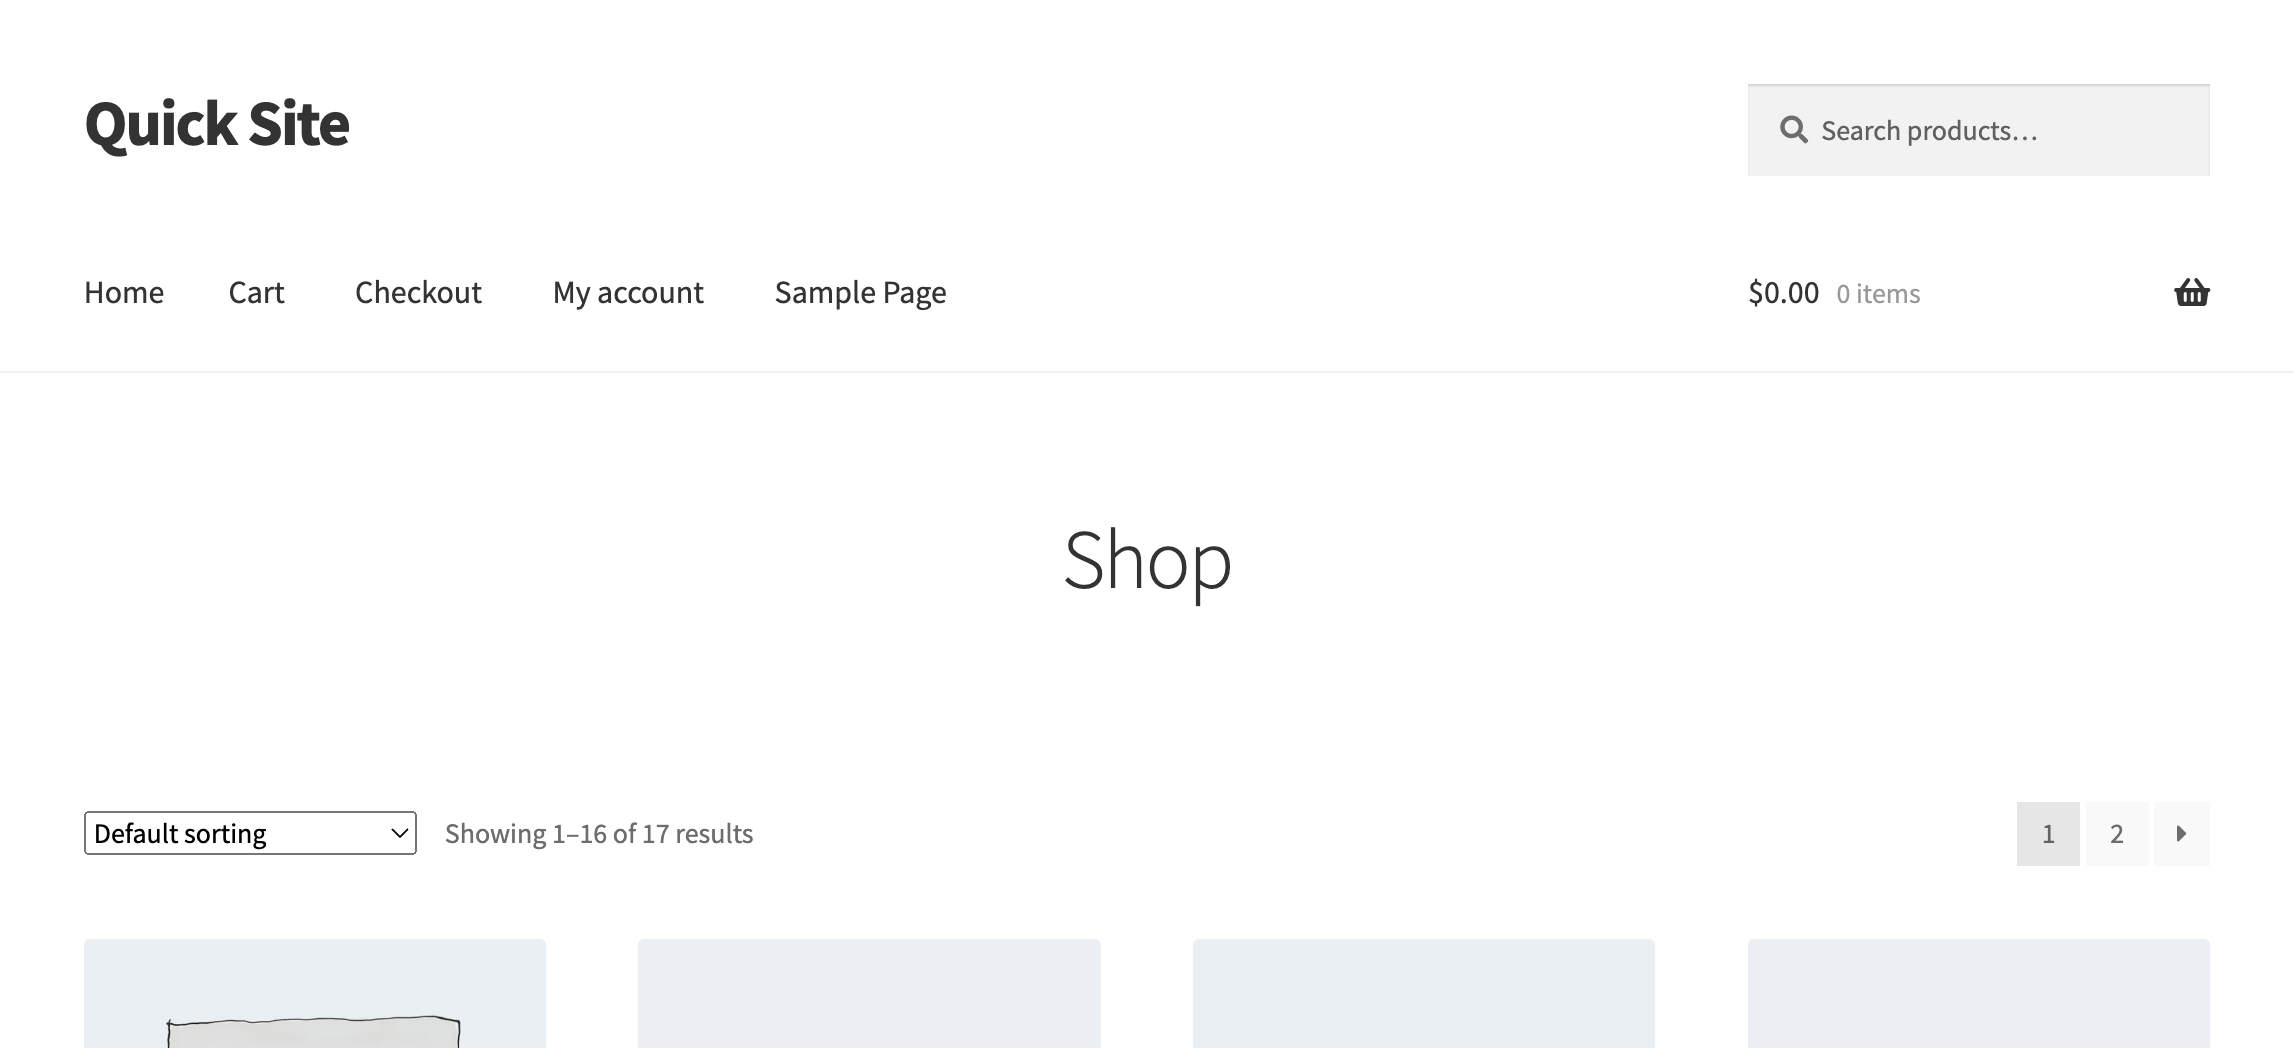 Quick Site
Search products…
Home Cart Checkout My account Sample Page
$0.00 0 items
Shop
Default sorting
Showing 1–16 of 17 results
1 2